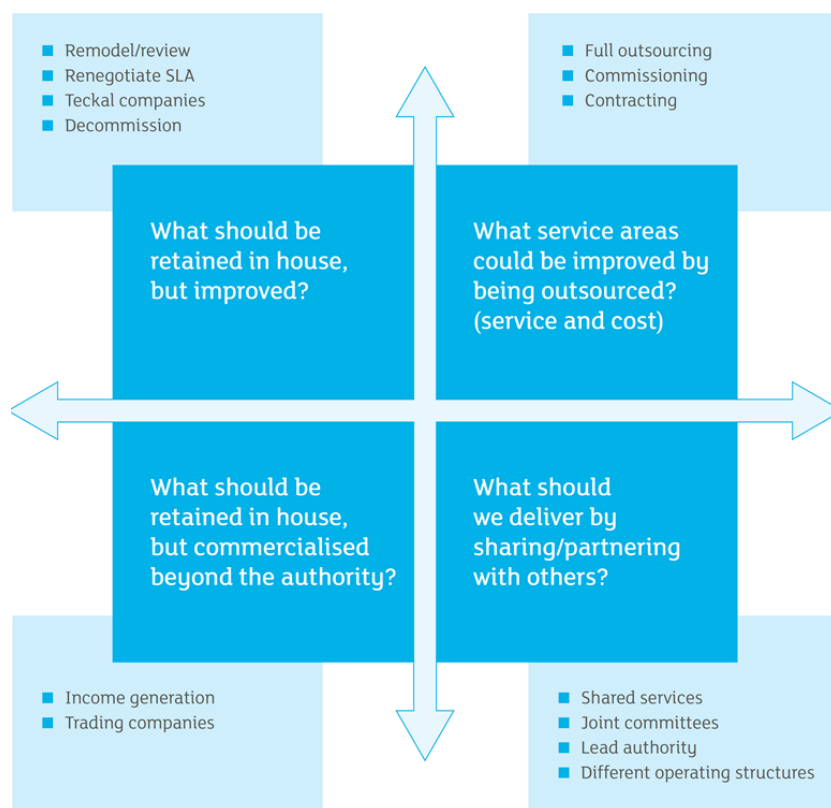 Remodel/review
Renegotiate SLA
Teckal companies
Decommission
Full outsourcing
Commissioning
Contracting
What should be
retained in house,
but improved?
What service areas
could be improved by
being outsourced?
(service and cost)
What should be
retained in house,
but commercialised
beyond the authority?
What should
we deliver by
sharing/partnering
with others?
Income generation
Trading companies
Shared services
Joint committees
Lead authority
Different operating structures